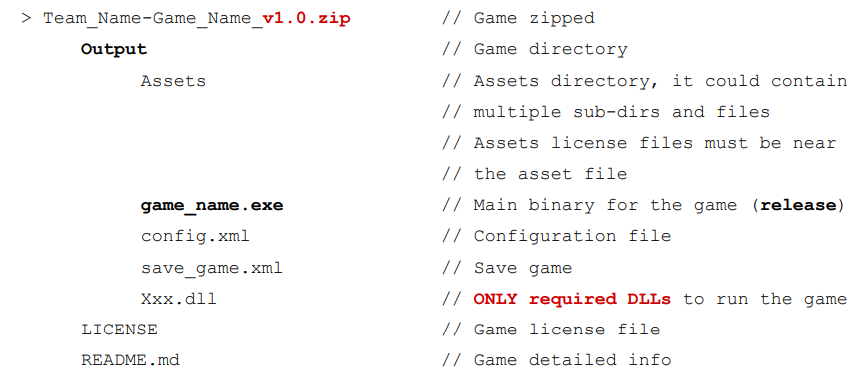 > Team_Name-Game_Name_v1.0.zip // Game zipped
Output // Game directory
Assets // Assets directory, it could contain
// multiple sub-dirs and files
// Assets license files must be near
// the asset file
game_name.exe // Main binary for the game (release)
config.xml // Configuration file
save_game.xml // Save game
Xxx.dll // ONLY required DLLs to run the game
LICENSE // Game license file
README.md // Game detailed info